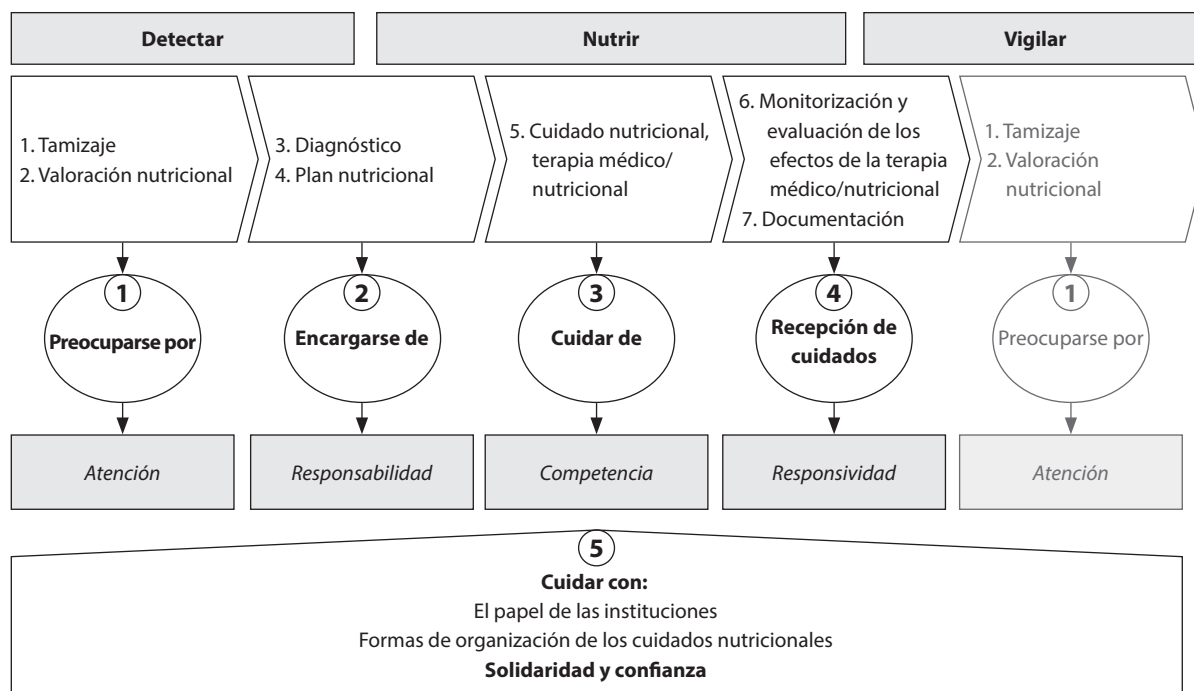 Detectar
Nutrir
Vigilar
1. Tamizaje
2. Valoración nutricional
3. Diagnóstico
4. Plan nutricional
5. Cuidado nutricional,
terapia médico/
nutricional
6. Monitorización y
evaluación de los
efectos de la terapia
médico/nutricional
7. Documentación
1. Tamizaje
2. Valoración
nutricional
1
Preocuparse por
2
Encargarse de
3
Cuidar de
4
Recepción de
cuidados
1
Preocuparse por
Atención
Responsabilidad
Competencia
Responsividad
Atención
5
Cuidar con:
El papel de las instituciones
Formas de organización de los cuidados nutricionales
Solidaridad y confianza